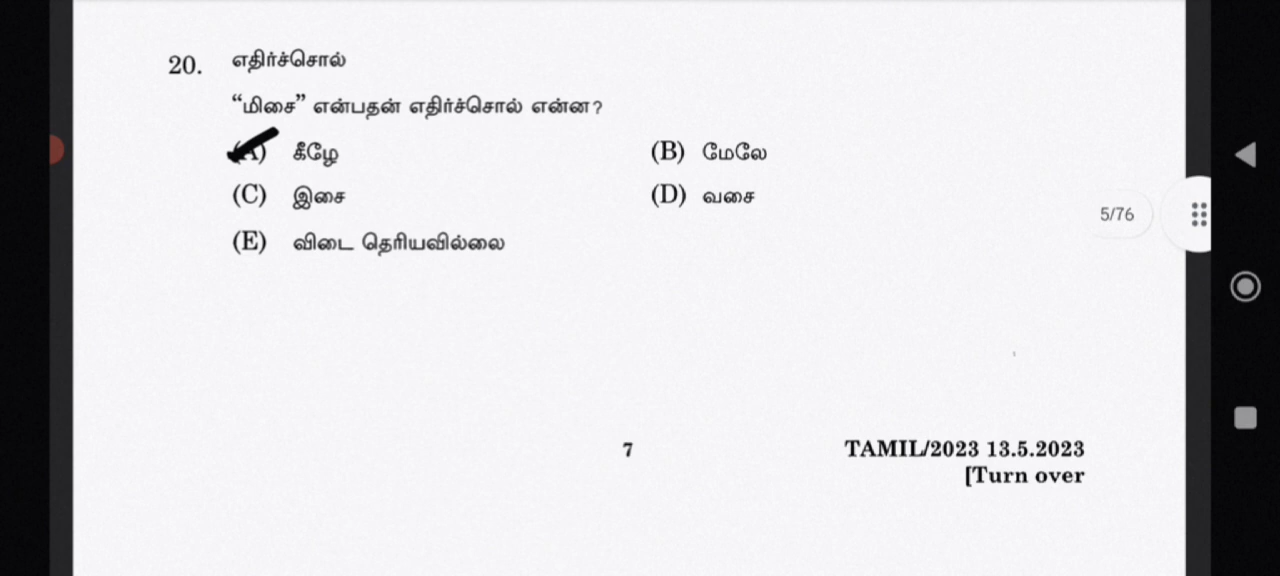 20. எதிர்ச்சொல்
"மிசை" என்பதன் எதிர்ச்சொல் என்ன?
(A) கீழே (B) மேலே
(C) இசை (D) வசை
(E) விடை தெரியவில்லை
5/76
7 TAMIL/2023 13.5.2023
[Turn over